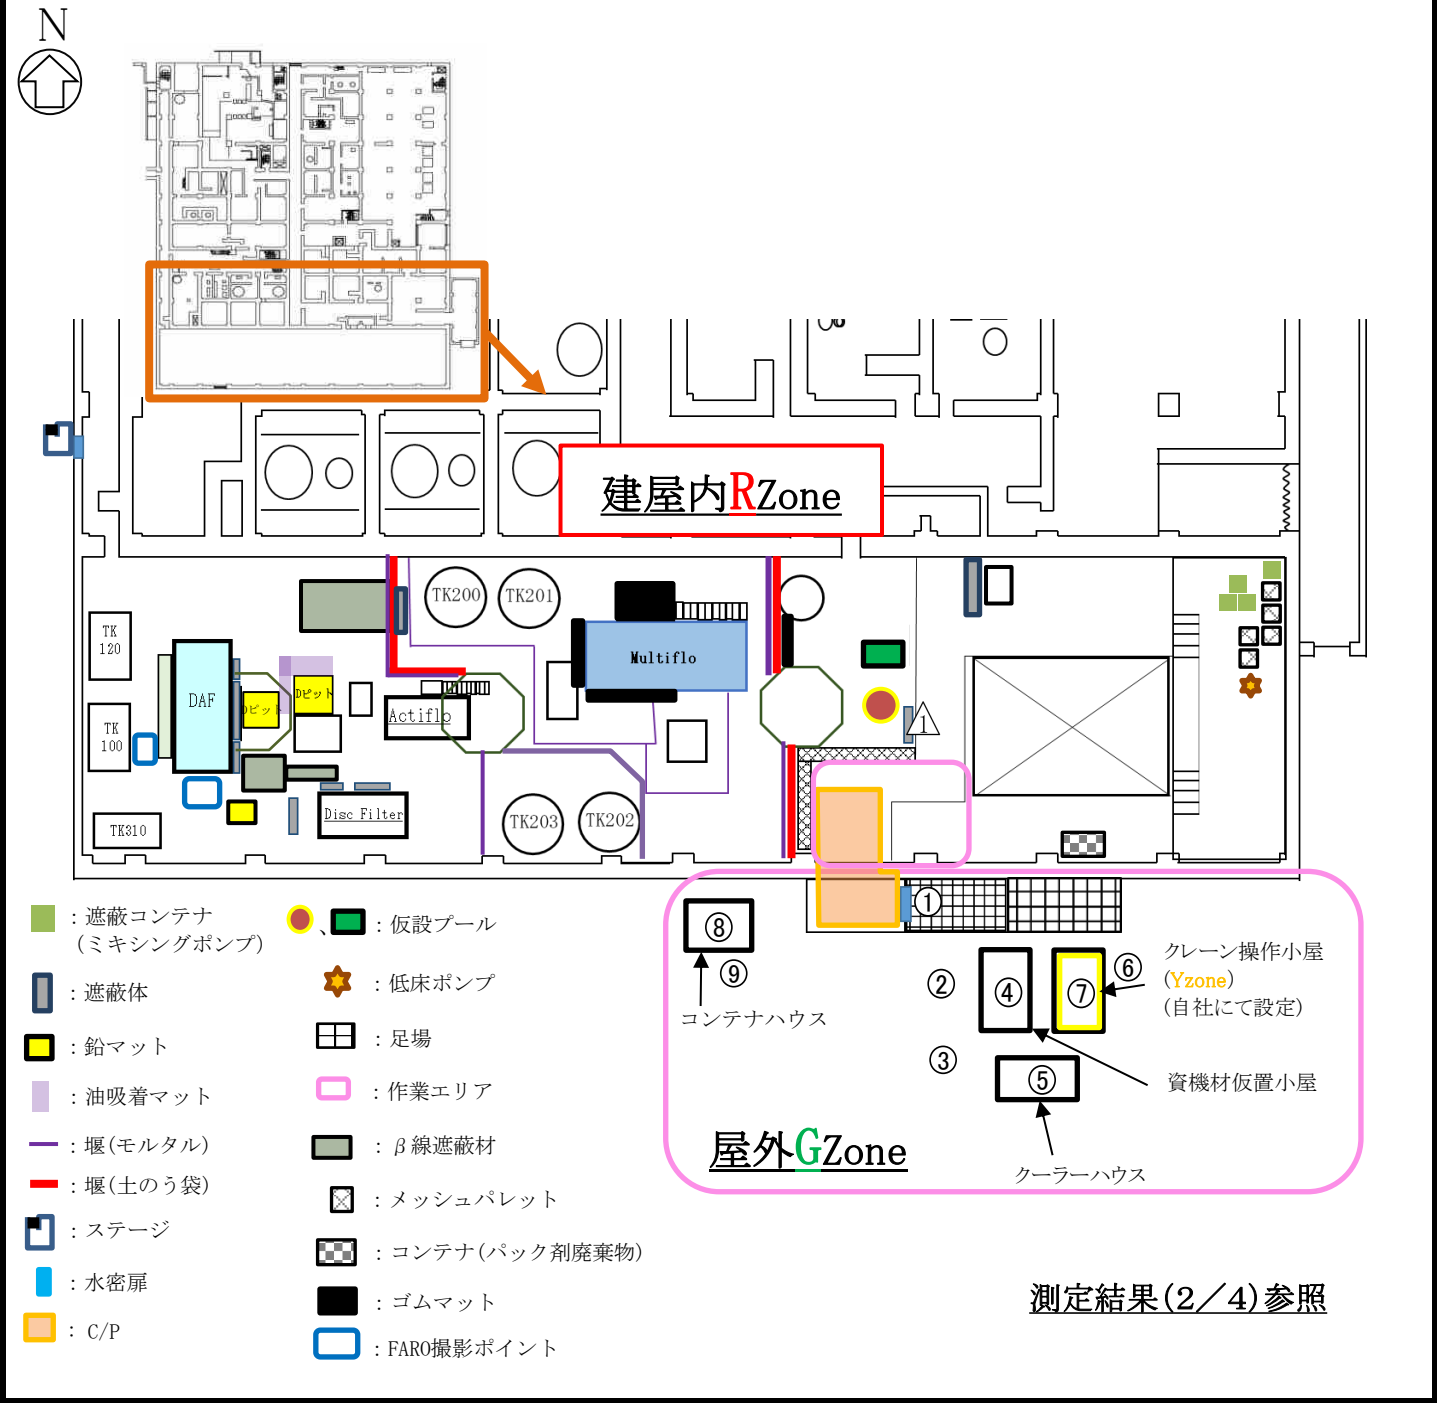 N
建屋内RZone
TK200
TK201
TK
120
Multiflo
DAF
Dピット
Dピット
Actiflo
TK
100
1
Disc Filter
TK203
TK202
TK310
①
⑧
⑨
コンテナハウス
②
④
⑦
⑥
クレーン操作小屋
(Yzone)
(自社にて設定)
③
⑤
資機材仮置小屋
クーラーハウス
屋外GZone
:遮蔽コンテナ
(ミキシングポンプ)
:遮蔽体
:鉛マット
:油吸着マット
:堰(モルタル)
:堰(土のう袋)
:ステージ
:水密扉
: C/P
、
:仮設プール
:低床ポンプ
:足場
:作業エリア
:β線遮蔽材
:メッシュパレット
:コンテナ(パック剤廃棄物)
:ゴムマット
:FARO撮影ポイント
測定結果(2/4)参照